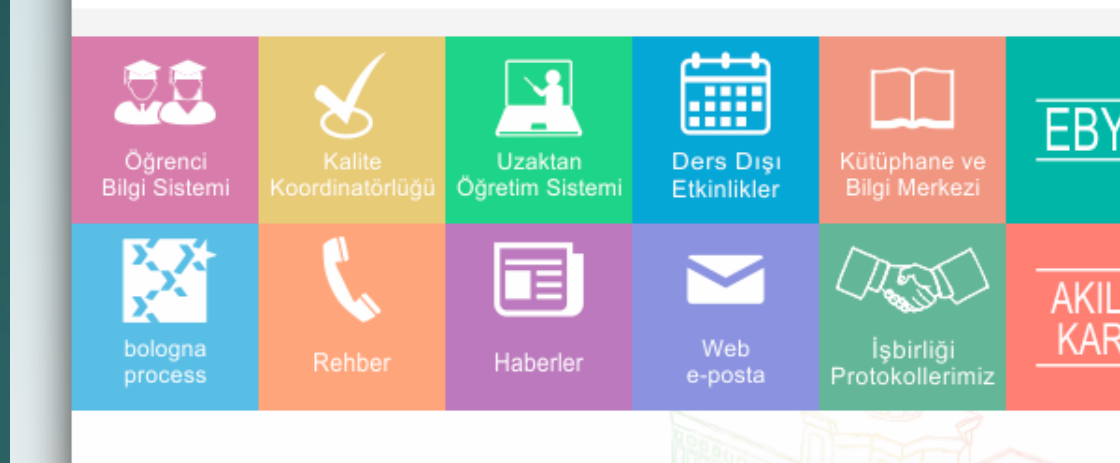 Öğrenci
Bilgi Sistemi
Kalite
Koordinatörlüğü
Uzaktan
Öğretim Sistemi
Ders Dışı
Etkinlikler
Kütüphane ve
Bilgi Merkezi
EBY
bologna
process
Rehber
Haberler
Web
e-posta
İşbirliği
Protokollerimiz
AKIL
KAR